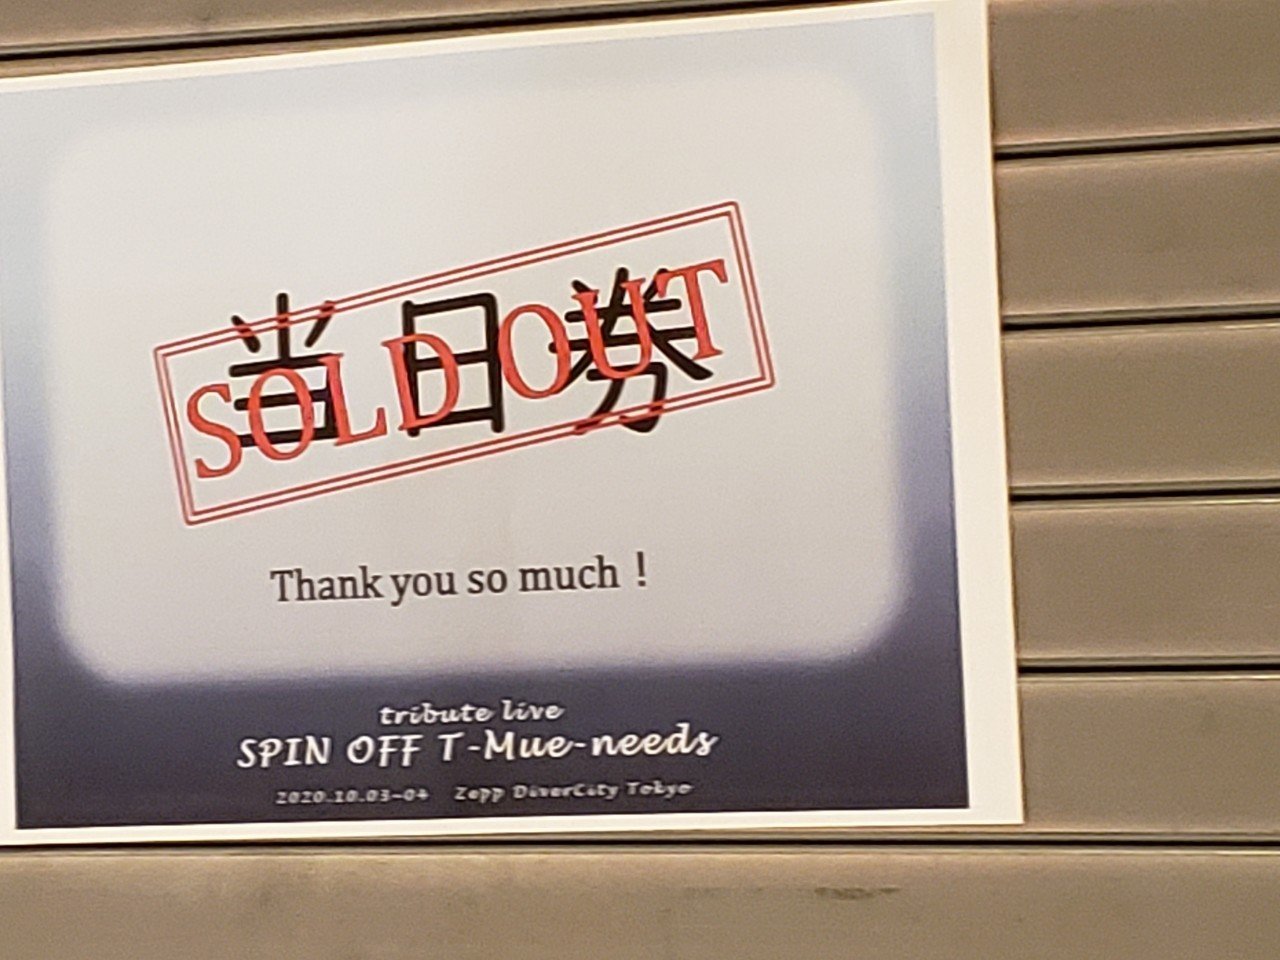 当日券
SOLD OUT
Thank you so much！
tribute live
SPIN OFF T-Mue-needs
2020.10.03-04 Zepp DiverCity Tokyo